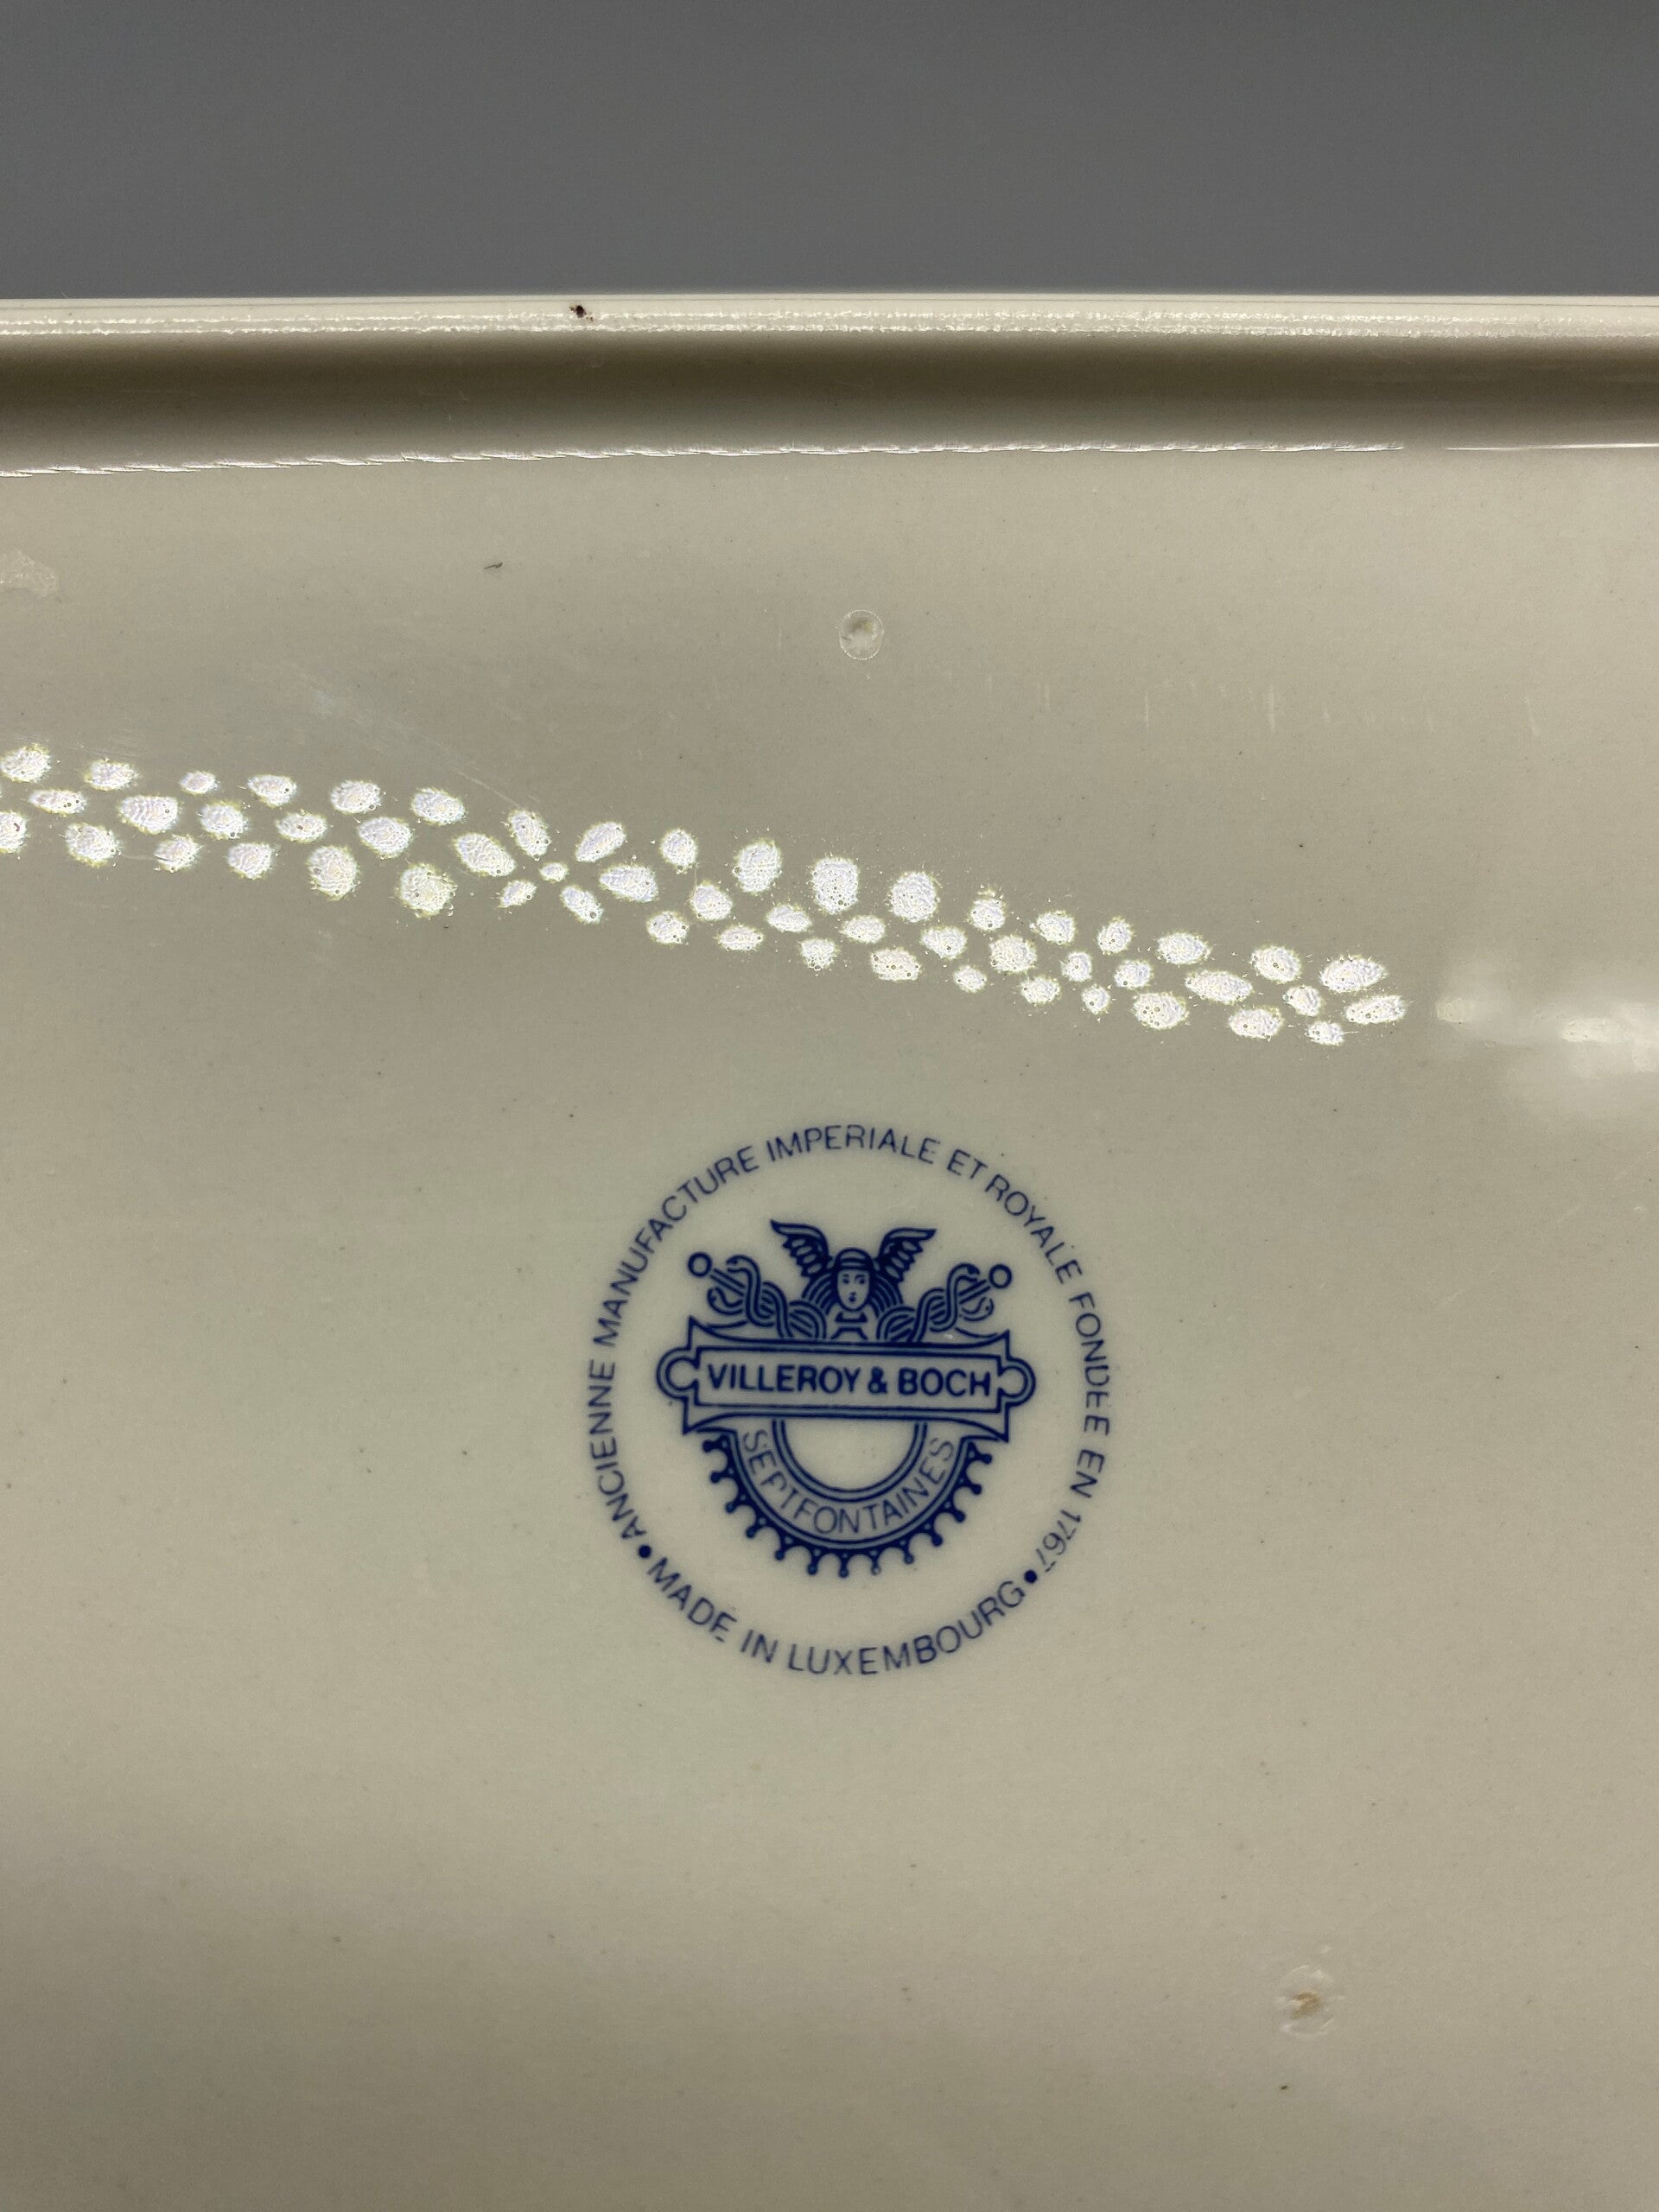 ANCIENNE MANUFACTURE IMPERIALE ET ROYALE FONDEE EN 1767
VILLEROY & BOCH
SEPTFONTAINES
• MADE IN LUXEMBOURG •